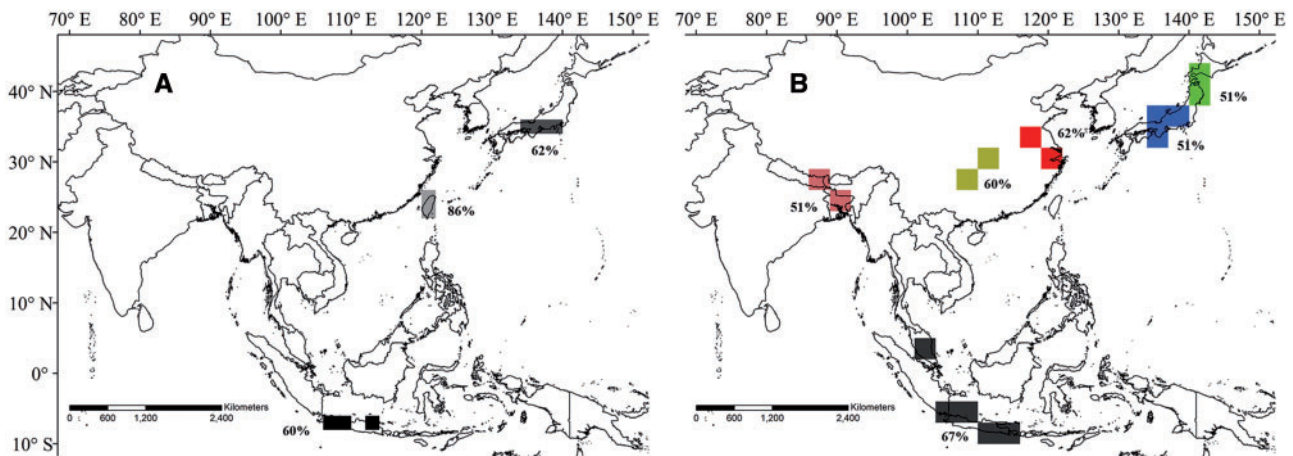 70° E 80° E 90° E 100° E 110° E 120° E 130° E 140° E 150° E
70° E 80° E 90° E 100° E 110° E 120° E 130° E 140° E 150° E
A
B
40° N
30° N
20° N
10° N
0°
10° S
62%
86%
60%
Kilometers
0 600 1,200 2,400
51%
62%
51%
60%
51%
67%
Kilometers
0 600 1,200 2,400